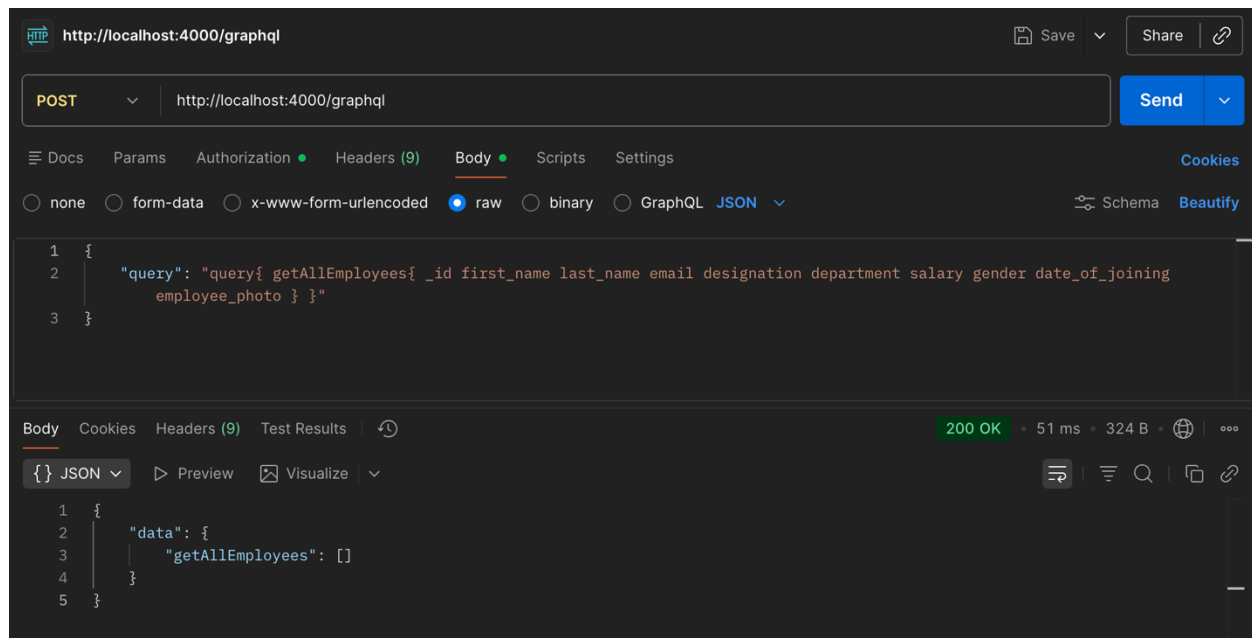 HTTP http://localhost:4000/graphql Save Share
POST http://localhost:4000/graphql Send
Docs Params Authorization Headers (9) Body Scripts Settings Cookies
none form-data x-www-form-urlencoded raw binary GraphQL JSON Schema Beautify
1 {
2 "query": "query{ getAllEmployees{ _id first_name last_name email designation department salary gender date_of_joining
employee_photo } }"
3 }
Body Cookies Headers (9) Test Results 200 OK • 51 ms • 324 B •
{} JSON Preview Visualize
1 {
2 "data": {
3 "getAllEmployees": []
4 }
5 }